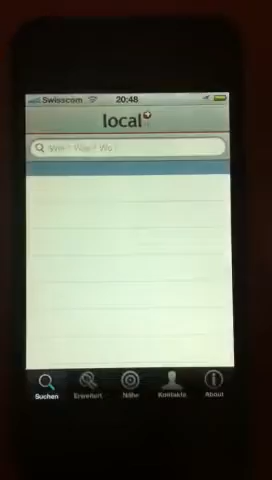 Swisscom 20:48
local
Wer? Was? Wo?
Suchen Erweitert Nähe Kontakte About